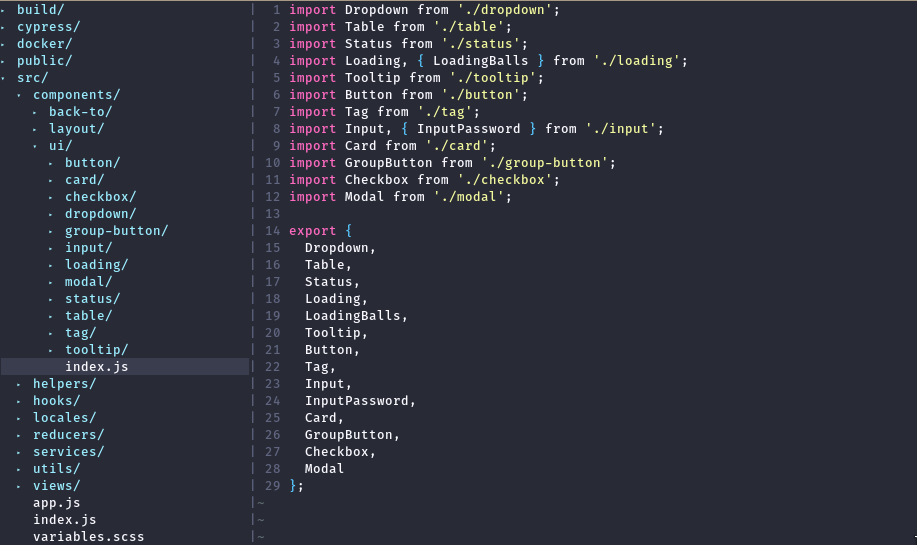 build/
cypress/
docker/
public/
src/
components/
back-to/
layout/
ui/
button/
card/
checkbox/
dropdown/
group-button/
input/
loading/
modal/
status/
table/
tag/
tooltip/
index.js
helpers/
hooks/
locales/
reducers/
services/
utils/
views/
app.js
index.js
variables.scss
1 import Dropdown from './dropdown';
2 import Table from './table';
3 import Status from './status';
4 import Loading, { LoadingBalls } from './loading';
5 import Tooltip from './tooltip';
6 import Button from './button';
7 import Tag from './tag';
8 import Input, { InputPassword } from './input';
9 import Card from './card';
10 import GroupButton from './group-button';
11 import Checkbox from './checkbox';
12 import Modal from './modal';
13
14 export {
15   Dropdown,
16   Table,
17   Status,
18   Loading,
19   LoadingBalls,
20   Tooltip,
21   Button,
22   Tag,
23   Input,
24   InputPassword,
25   Card,
26   GroupButton,
27   Checkbox,
28   Modal
29 };
~
~
~